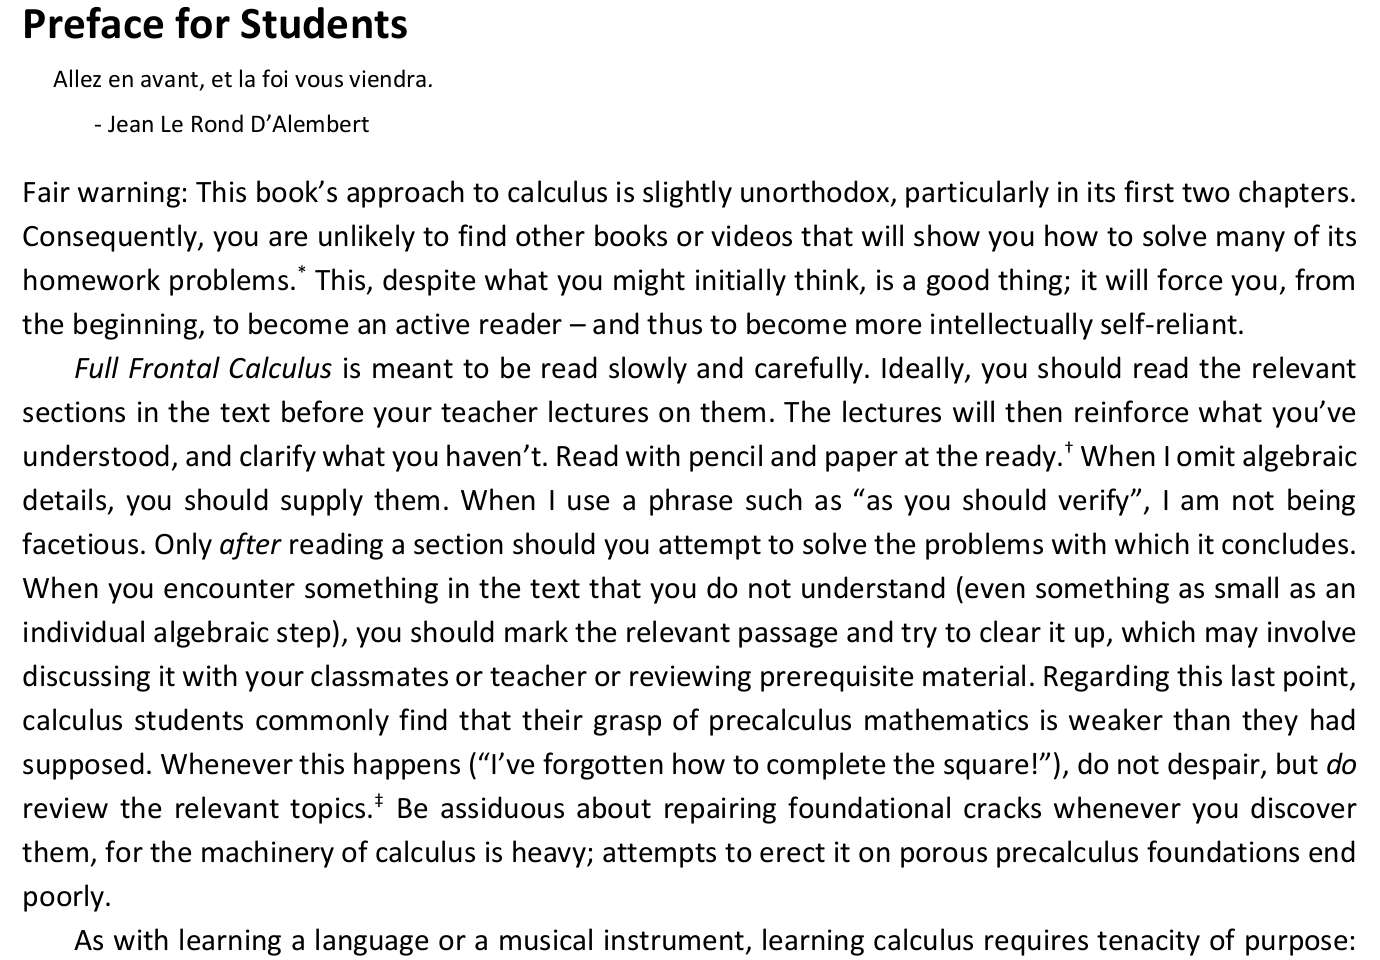 Preface for Students
Allez en avant, et la foi vous viendra.
- Jean Le Rond D’Alembert
Fair warning: This book’s approach to calculus is slightly unorthodox, particularly in its first two chapters.
Consequently, you are unlikely to find other books or videos that will show you how to solve many of its
homework problems.* This, despite what you might initially think, is a good thing; it will force you, from
the beginning, to become an active reader – and thus to become more intellectually self-reliant.
Full Frontal Calculus is meant to be read slowly and carefully. Ideally, you should read the relevant
sections in the text before your teacher lectures on them. The lectures will then reinforce what you’ve
understood, and clarify what you haven’t. Read with pencil and paper at the ready.† When I omit algebraic
details, you should supply them. When I use a phrase such as “as you should verify”, I am not being
facetious. Only after reading a section should you attempt to solve the problems with which it concludes.
When you encounter something in the text that you do not understand (even something as small as an
individual algebraic step), you should mark the relevant passage and try to clear it up, which may involve
discussing it with your classmates or teacher or reviewing prerequisite material. Regarding this last point,
calculus students commonly find that their grasp of precalculus mathematics is weaker than they had
supposed. Whenever this happens (“I’ve forgotten how to complete the square!”), do not despair, but do
review the relevant topics.‡ Be assiduous about repairing foundational cracks whenever you discover
them, for the machinery of calculus is heavy; attempts to erect it on porous precalculus foundations end
poorly.
As with learning a language or a musical instrument, learning calculus requires tenacity of purpose: